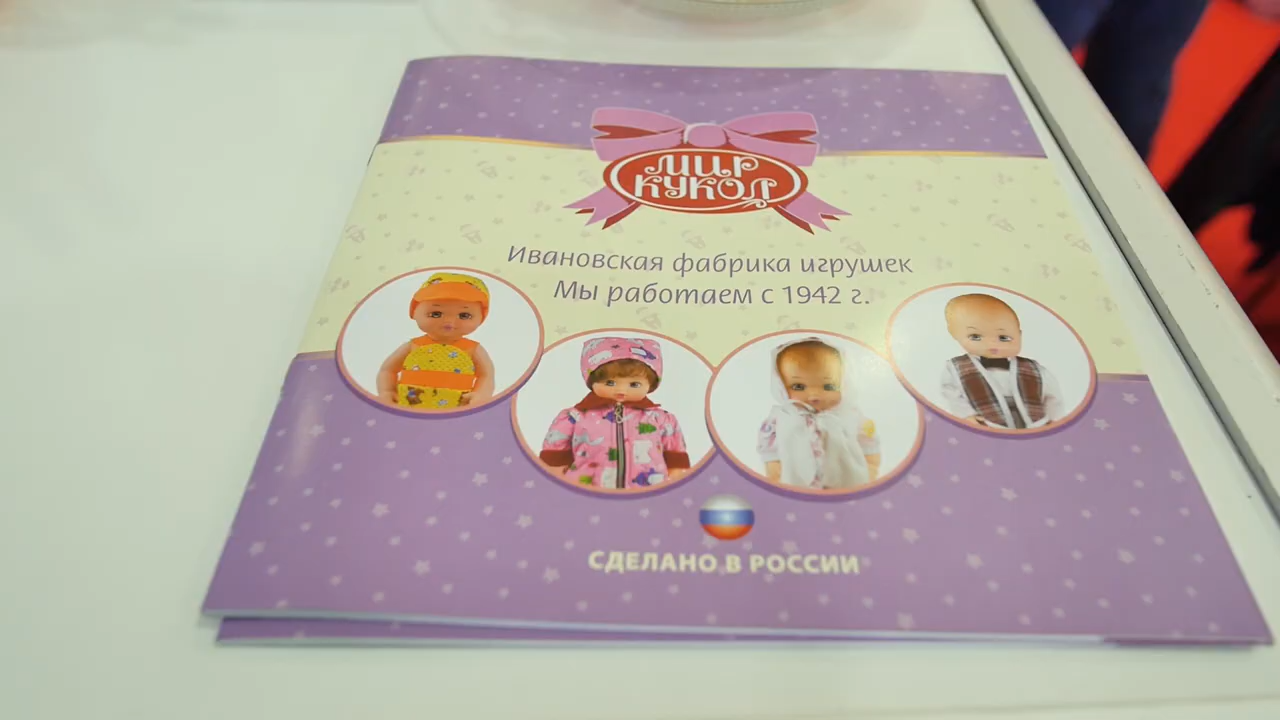 МИР
КУКОЛ
Ивановская фабрика игрушек
Мы работаем с 1942 г.
СДЕЛАНО В РОССИИ